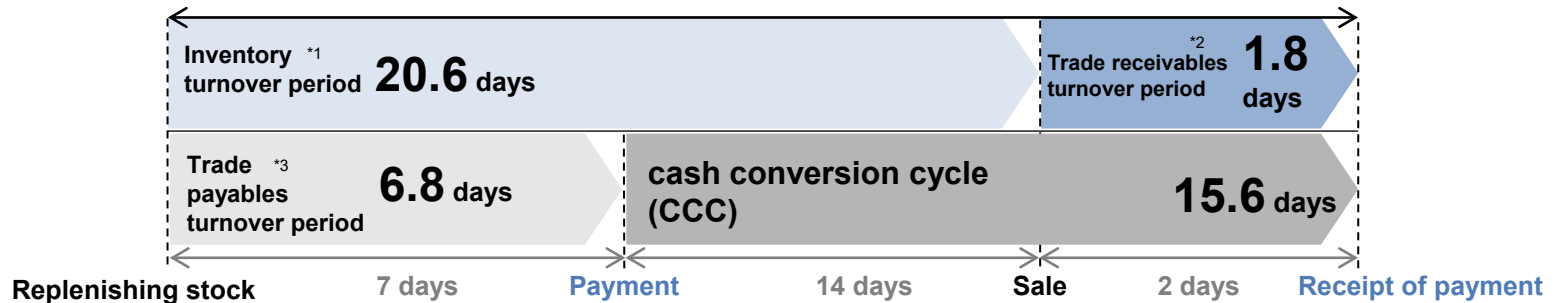 Inventory *1
turnover period 20.6 days
*2
Trade receivables 1.8
turnover period days
Trade *3
payables
turnover period
6.8 days
cash conversion cycle
(CCC)
15.6 days
Replenishing stock 7 days Payment 14 days Sale 2 days Receipt of payment